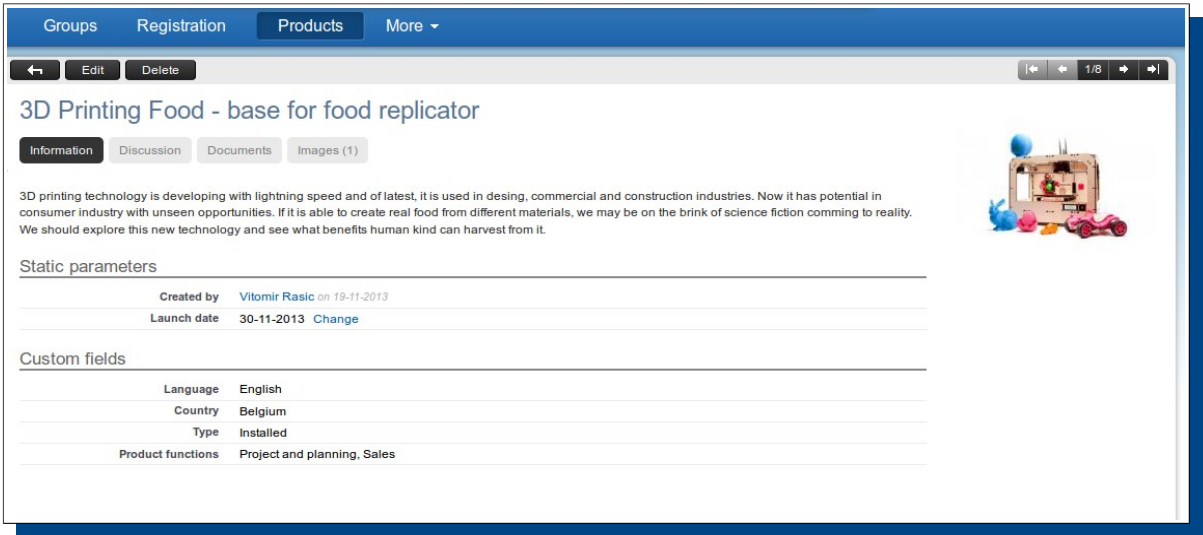 Groups Registration Products More
Edit Delete 1/8
3D Printing Food - base for food replicator
Information Discussion Documents Images (1)
3D printing technology is developing with lightning speed and of latest, it is used in desing, commercial and construction industries. Now it has potential in
consumer industry with unseen opportunities. If it is able to create real food from different materials, we may be on the brink of science fiction comming to reality.
We should explore this new technology and see what benefits human kind can harvest from it.
Static parameters
Created by Vitomir Rasic on 19-11-2013
Launch date 30-11-2013 Change
Custom fields
Language English
Country Belgium
Type Installed
Product functions Project and planning, Sales